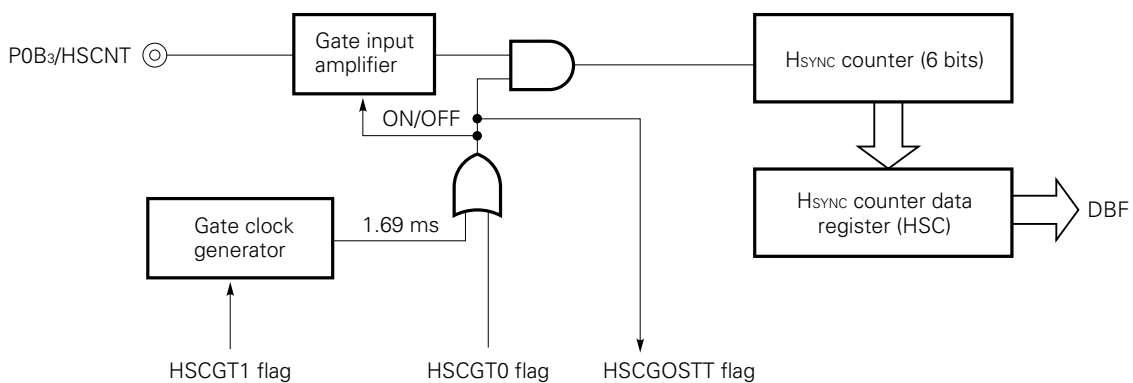 P0B₃/HSCNT
Gate input
amplifier
HSYNC counter (6 bits)
ON/OFF
HSYNC counter data
register (HSC)
DBF
Gate clock
generator
1.69 ms
HSCGT1 flag
HSCGT0 flag
HSCGOSTT flag